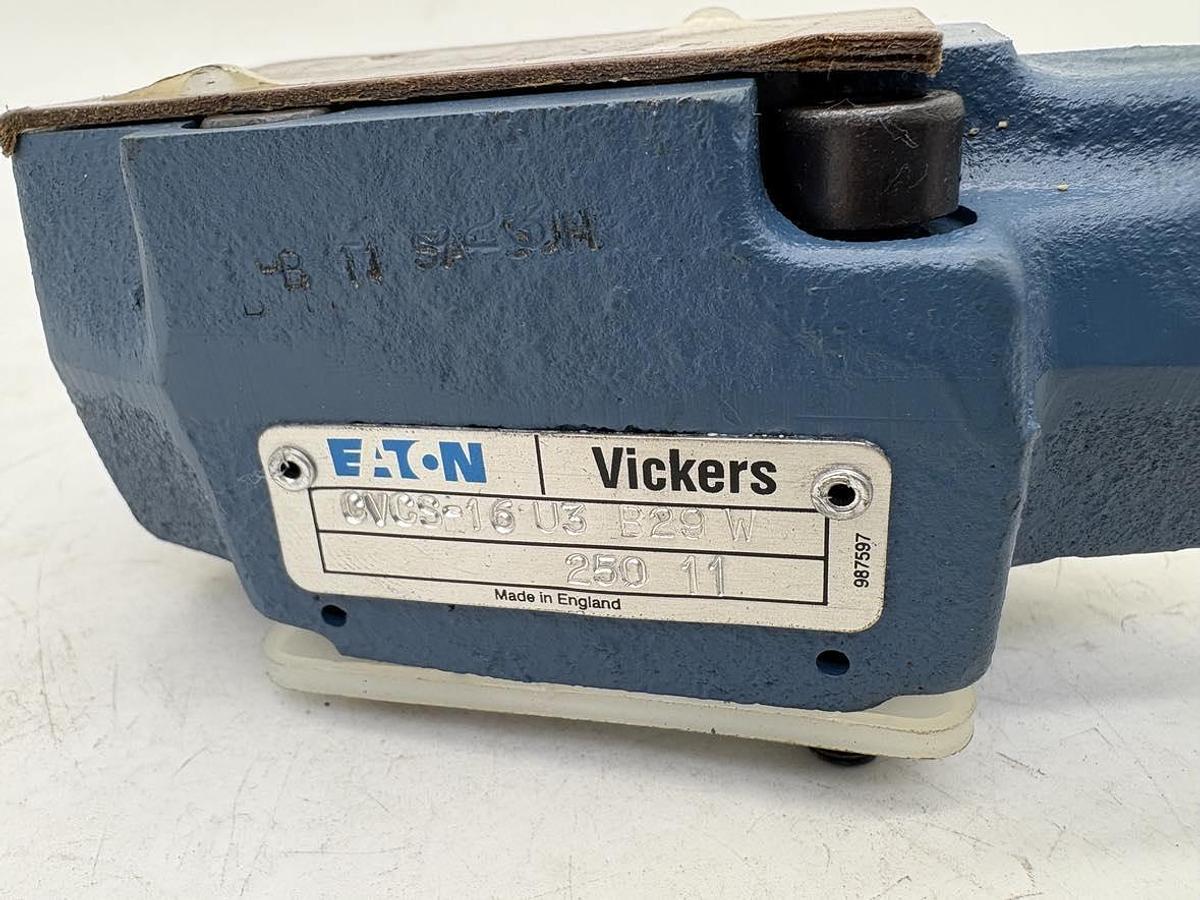 EATON | Vickers
CVCS-16 U3 B29 W
250 11
Made in England
987597